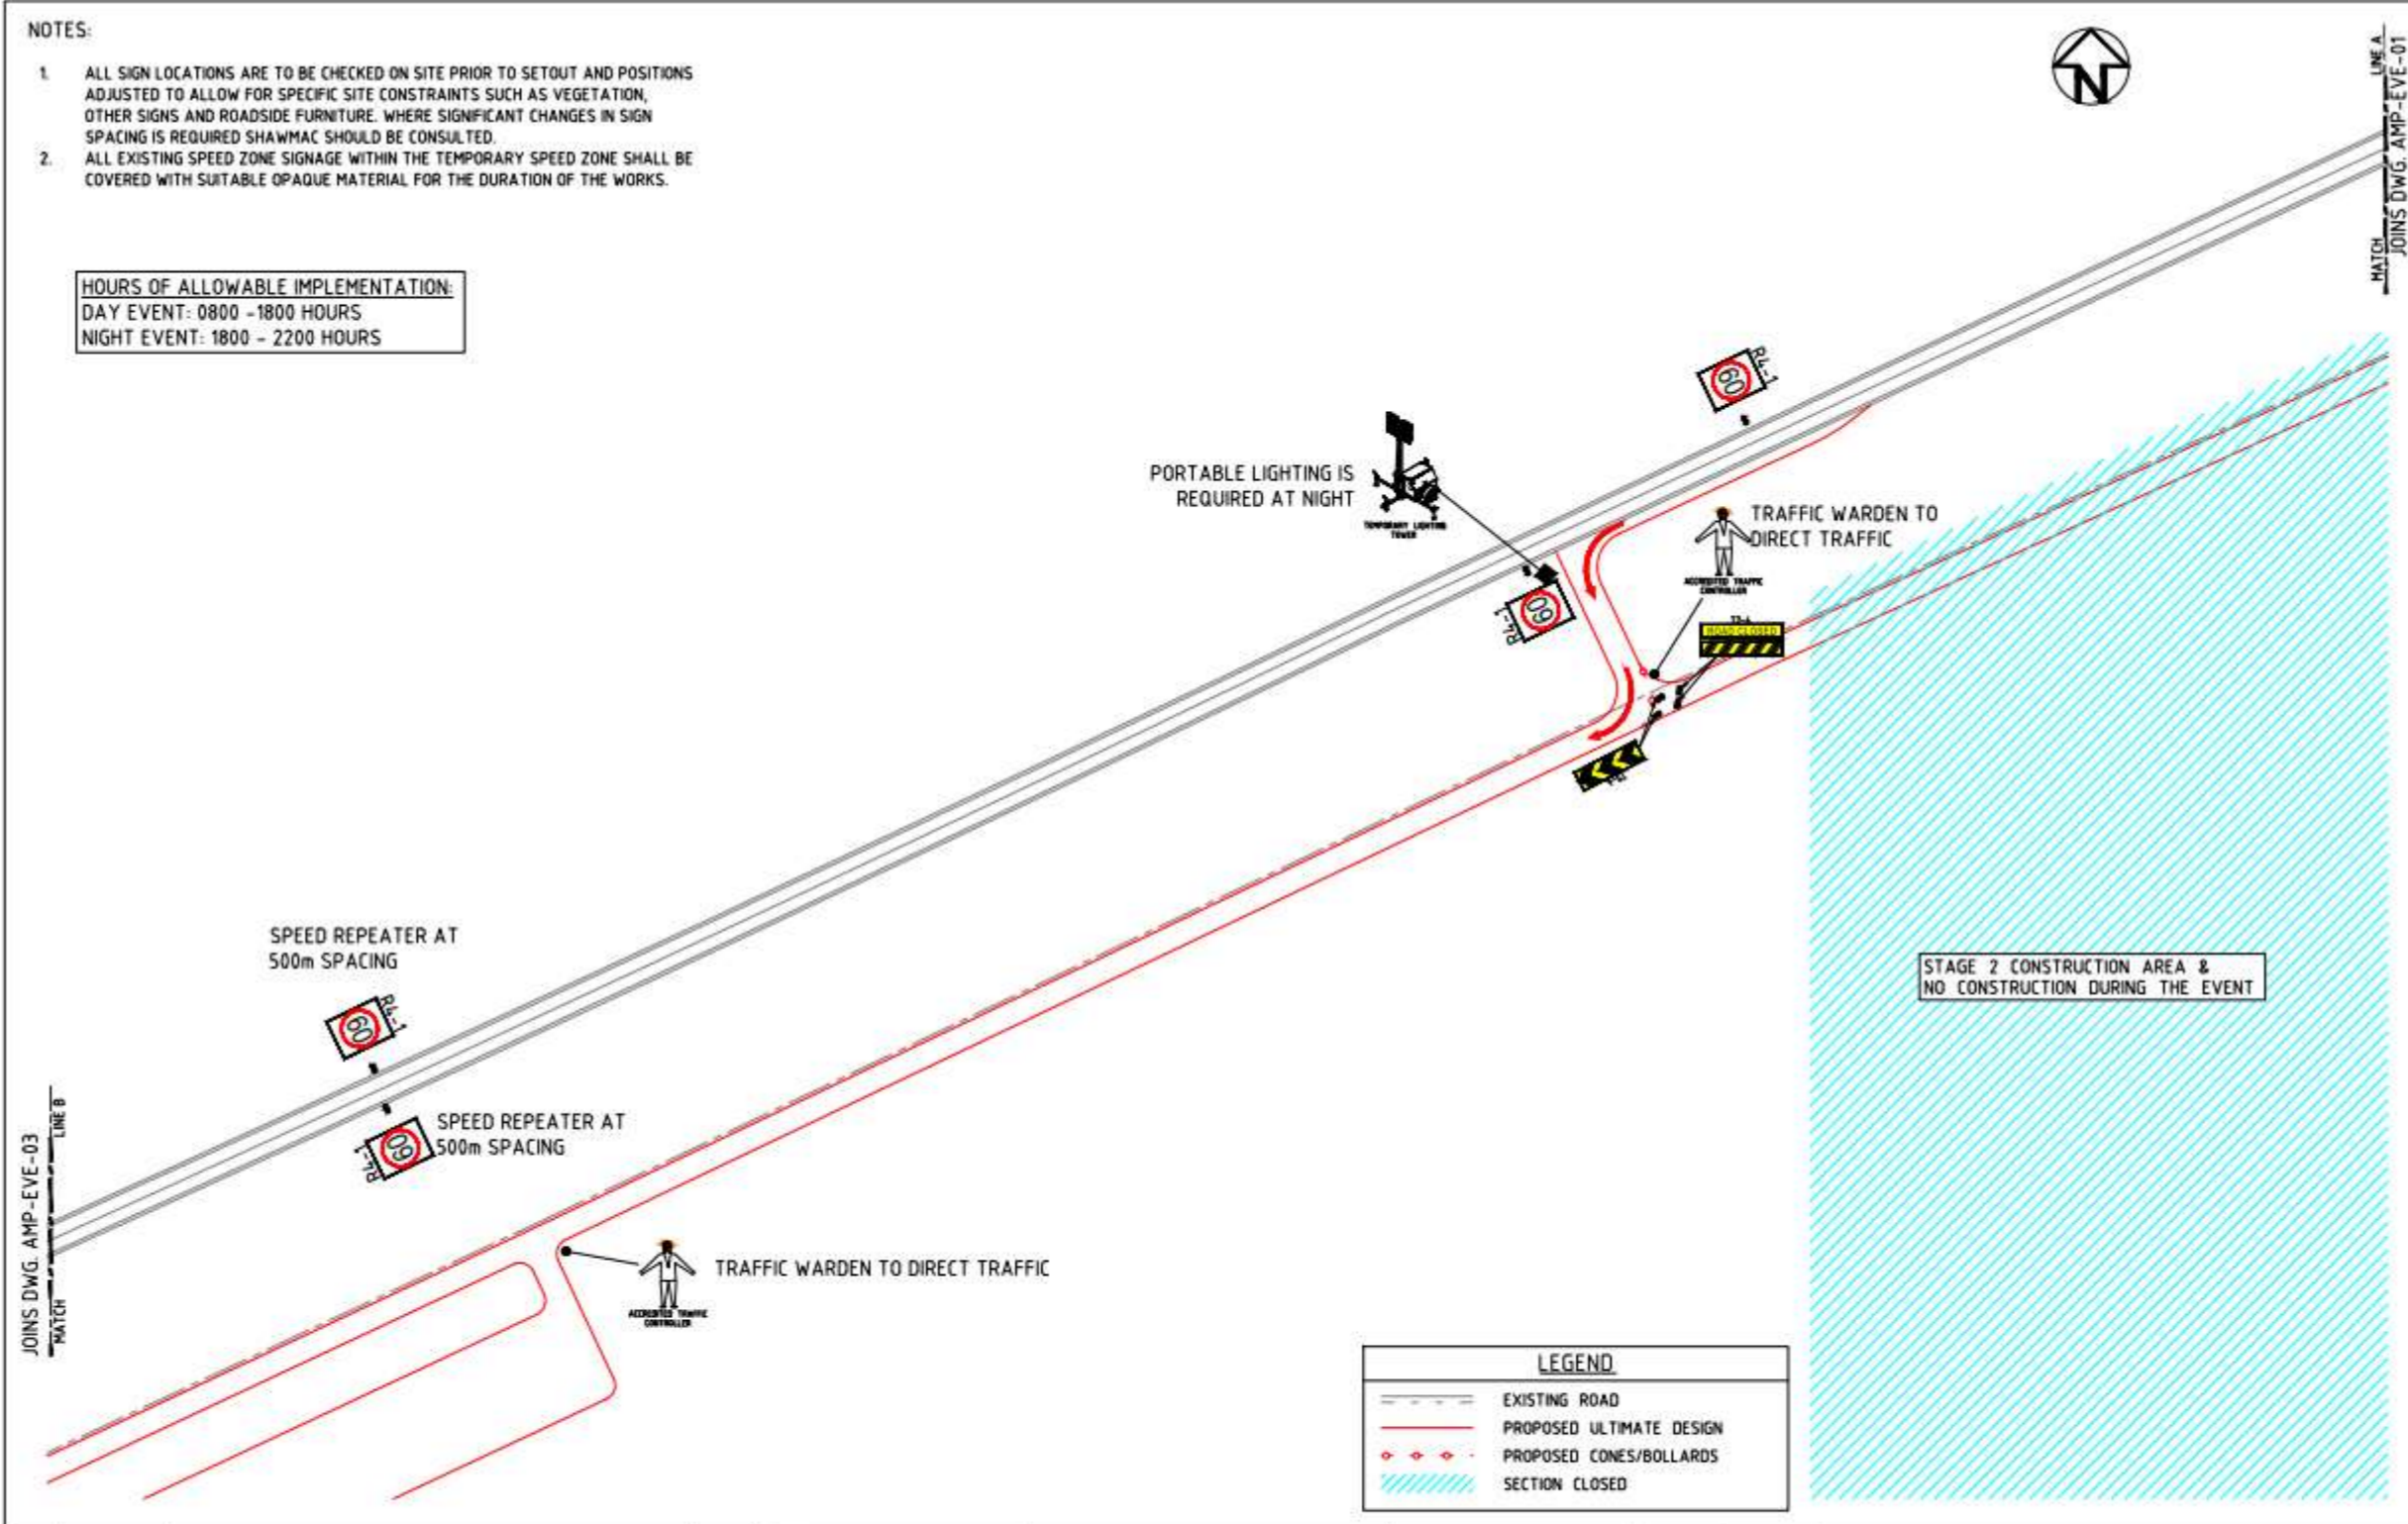 NOTES:
1. ALL SIGN LOCATIONS ARE TO BE CHECKED ON SITE PRIOR TO SETOUT AND POSITIONS
ADJUSTED TO ALLOW FOR SPECIFIC SITE CONSTRAINTS SUCH AS VEGETATION,
OTHER SIGNS AND ROADSIDE FURNITURE. WHERE SIGNIFICANT CHANGES IN SIGN
SPACING IS REQUIRED SHAWMAC SHOULD BE CONSULTED.
2. ALL EXISTING SPEED ZONE SIGNAGE WITHIN THE TEMPORARY SPEED ZONE SHALL BE
COVERED WITH SUITABLE OPAQUE MATERIAL FOR THE DURATION OF THE WORKS.
HOURS OF ALLOWABLE IMPLEMENTATION:
DAY EVENT: 0800 -1800 HOURS
NIGHT EVENT: 1800 - 2200 HOURS
N
MATCH LINE A
JOINS DWG. AMP-EVE-01
60
R4-1
PORTABLE LIGHTING IS
REQUIRED AT NIGHT
TEMPORARY LIGHTING
TOWER
TRAFFIC WARDEN TO
DIRECT TRAFFIC
ACCREDITED TRAFFIC
CONTROLLER
60
R4-1
ROAD CLOSED
SPEED REPEATER AT
500m SPACING
60
R4-1
STAGE 2 CONSTRUCTION AREA &
NO CONSTRUCTION DURING THE EVENT
SPEED REPEATER AT
500m SPACING
60
R4-1
JOINS DWG. AMP-EVE-03
MATCH LINE B
TRAFFIC WARDEN TO DIRECT TRAFFIC
ACCREDITED TRAFFIC
CONTROLLER
LEGEND
EXISTING ROAD
PROPOSED ULTIMATE DESIGN
PROPOSED CONES/BOLLARDS
SECTION CLOSED